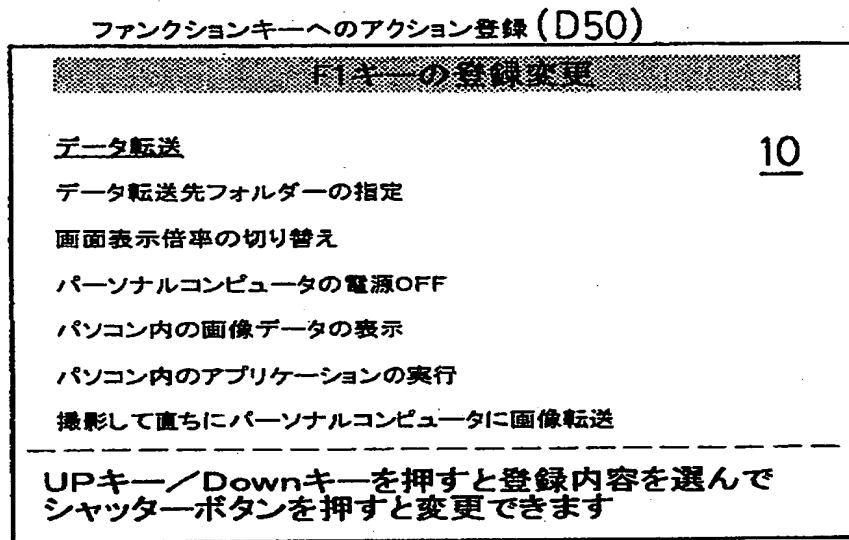 ファンクションキーへのアクション登録(D50)
F1キーの登録変更
データ転送
10
データ転送先フォルダーの指定
画面表示倍率の切り替え
パーソナルコンピュータの電源OFF
パソコン内の画像データの表示
パソコン内のアプリケーションの実行
撮影して直ちにパーソナルコンピュータに画像転送
UPキー/Downキーを押すと登録内容を選んで
シャッターボタンを押すと変更できます